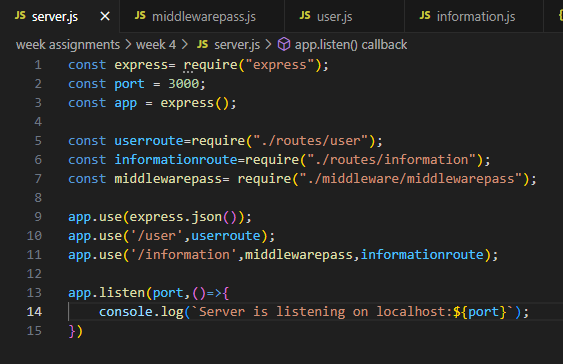 JS server.js × JS middlewarepass.js JS user.js JS information.js
week assignments > week 4 > JS server.js > app.listen() callback
1 const express= require("express");
2 const port = 3000;
3 const app = express();
4
5 const userroute=require("./routes/user");
6 const informationroute=require("./routes/information");
7 const middlewarepass= require("./middleware/middlewarepass");
8
9 app.use(express.json());
10 app.use('/user',userroute);
11 app.use('/information',middlewarepass,informationroute);
12
13 app.listen(port,()=>{
14 console.log(`Server is listening on localhost:${port}`);
15 })